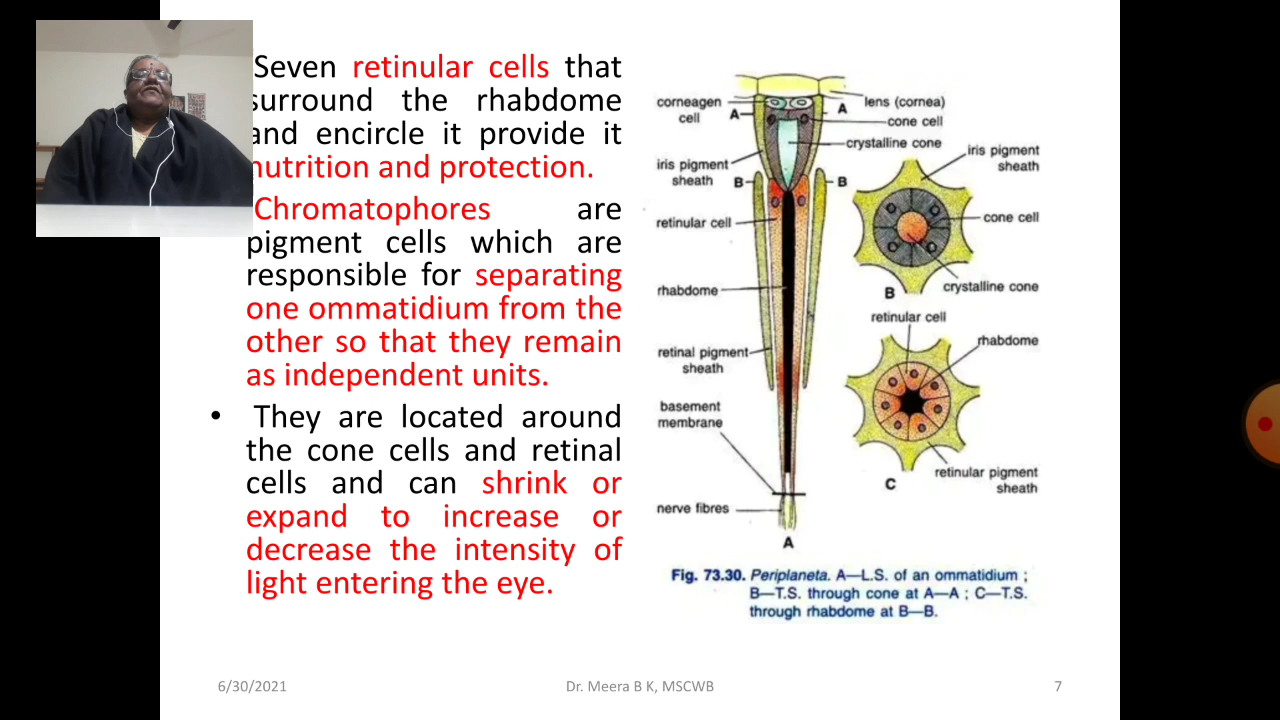 Seven retinular cells that
surround the rhabdome
and encircle it provide it
nutrition and protection.
Chromatophores are
pigment cells which are
responsible for separating
one ommatidium from the
other so that they remain
as independent units.
• They are located around
the cone cells and retinal
cells and can shrink or
expand to increase or
decrease the intensity of
light entering the eye.
corneagen
cell
A
A
lens (cornea)
cone cell
crystalline cone
iris pigment
sheath
B
B
retinular cell
rhabdome
retinal pigment
sheath
basement
membrane
nerve fibres
A
iris pigment
sheath
cone cell
crystalline cone
B
retinular cell
rhabdome
retinular pigment
sheath
C
Fig. 73.30. Periplaneta. A—L.S. of an ommatidium ;
B—T.S. through cone at A—A ; C—T.S.
through rhabdome at B—B.
6/30/2021
Dr. Meera B K, MSCWB
7